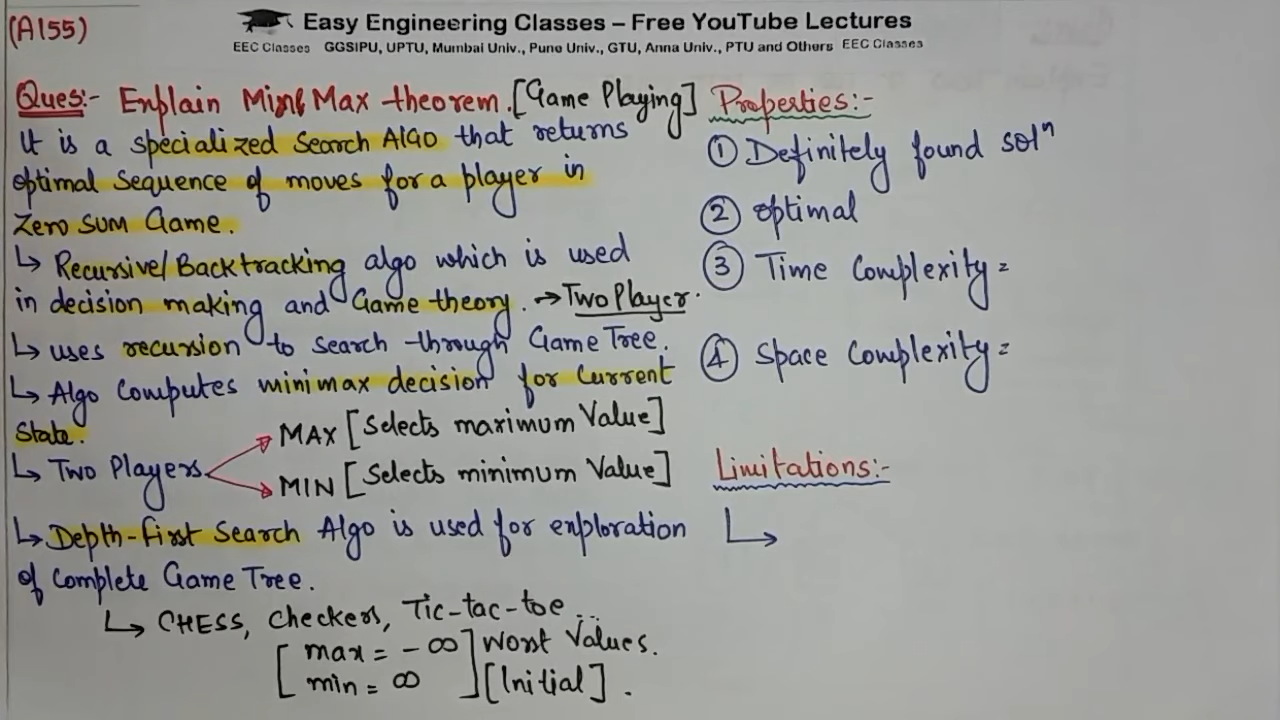 (AI55)
Easy Engineering Classes – Free YouTube Lectures
EEC Classes GGSIPU, UPTU, Mumbai Univ., Pune Univ., GTU, Anna Univ., PTU and Others EEC Classes
Ques:- Explain Min Max theorem. [Game Playing]
It is a specialized Search Algo that returns
optimal sequence of moves for a player in
Zero SUM Game.
↳ Recursive/Backtracking algo which is used
in decision making and Game theory. → Two Player.
↳ uses recursion to search through Game Tree.
↳ Algo computes minimax decision for current
State.
↳ Two Players
MAX [Selects maximum Value]
MIN [Selects minimum Value]
↳ Depth-first Search Algo is used for exploration
of complete Game Tree.
↳ CHESS, checkers, Tic-tac-toe...
[max = -∞
min = ∞]
Worst Values.
[Initial].
Properties:-
① Definitely found solⁿ
② optimal
③ Time Complexity =
④ Space Complexity =
Limitations:-
↳